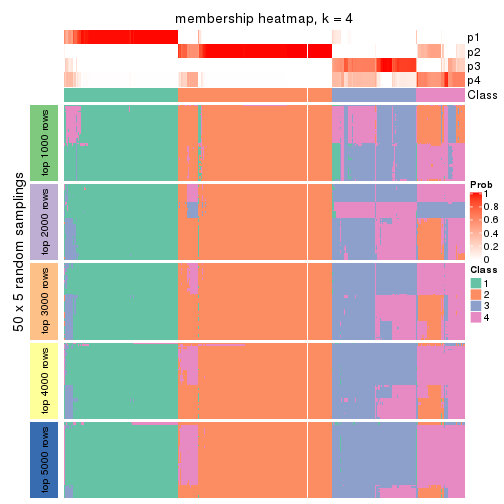 membership heatmap, k = 4
p1
p2
p3
p4
Class
50 x 5 random samplings
top 1000 rows
top 2000 rows
top 3000 rows
top 4000 rows
top 5000 rows
Prob
1
0.8
0.6
0.4
0.2
0
Class
1
2
3
4